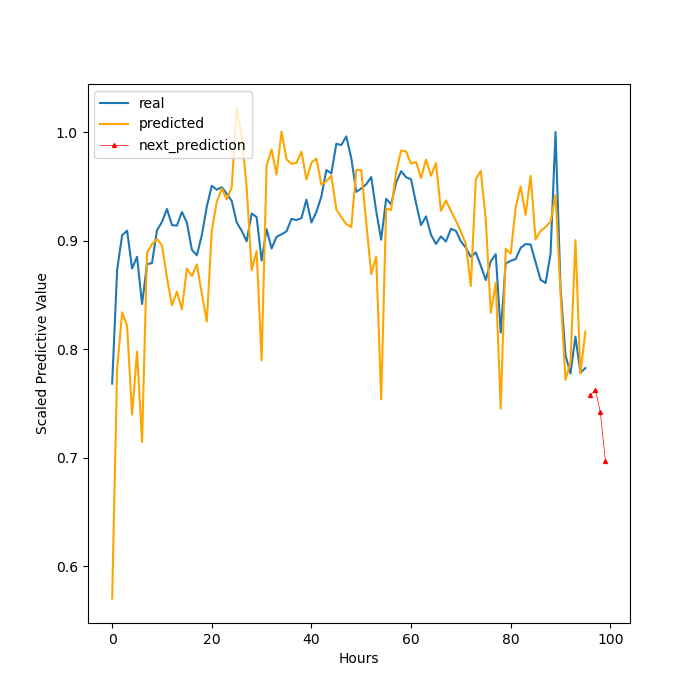 real
predicted
next_prediction
1.0
0.9
0.8
0.7
0.6
Scaled Predictive Value
0 20 40 60 80 100
Hours